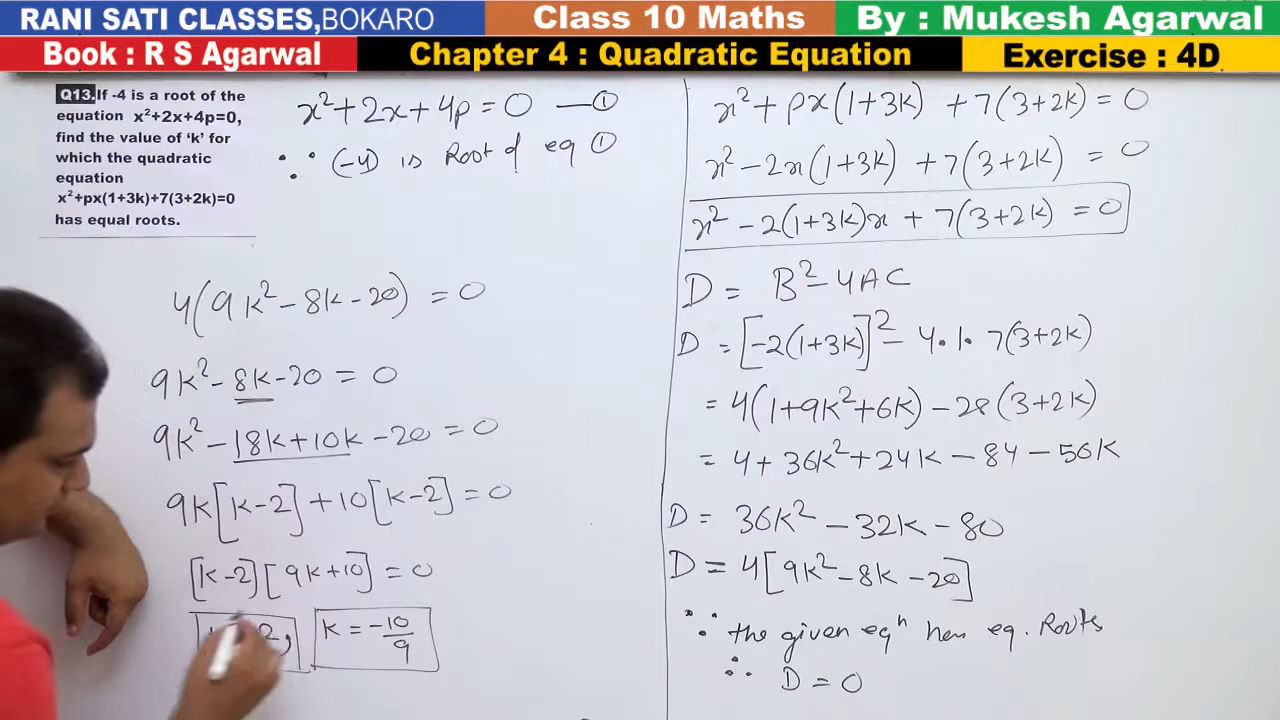 RANI SATI CLASSES,BOKARO
Class 10 Maths
By : Mukesh Agarwal
Book : R S Agarwal
Chapter 4 : Quadratic Equation
Exercise : 4D
Q13.If -4 is a root of the
equation x²+2x+4p=0,
find the value of ‘k’ for
which the quadratic
equation
x²+px(1+3k)+7(3+2k)=0
has equal roots.
x²+2x+4p=0 —①
∵ (-4) is Root of eq ①
4(9k²-8k-20) = 0
9k²-8k-20 = 0
9k²-18k+10k-20 = 0
9k[k-2]+10[k-2]=0
[k-2][9k+10]=0
2, k = -10/9
x²+px(1+3k)+7(3+2k)=0
x²-2x(1+3k)+7(3+2k)=0
x²-2(1+3k)x+7(3+2k)=0
D = B²-4AC
D = [-2(1+3k)]²-4·1·7(3+2k)
= 4(1+9k²+6k)-28(3+2k)
= 4+36k²+24k-84-56k
D = 36k²-32k-80
D = 4[9k²-8k-20]
∵ the given eqⁿ has eq. Roots
∴ D = 0